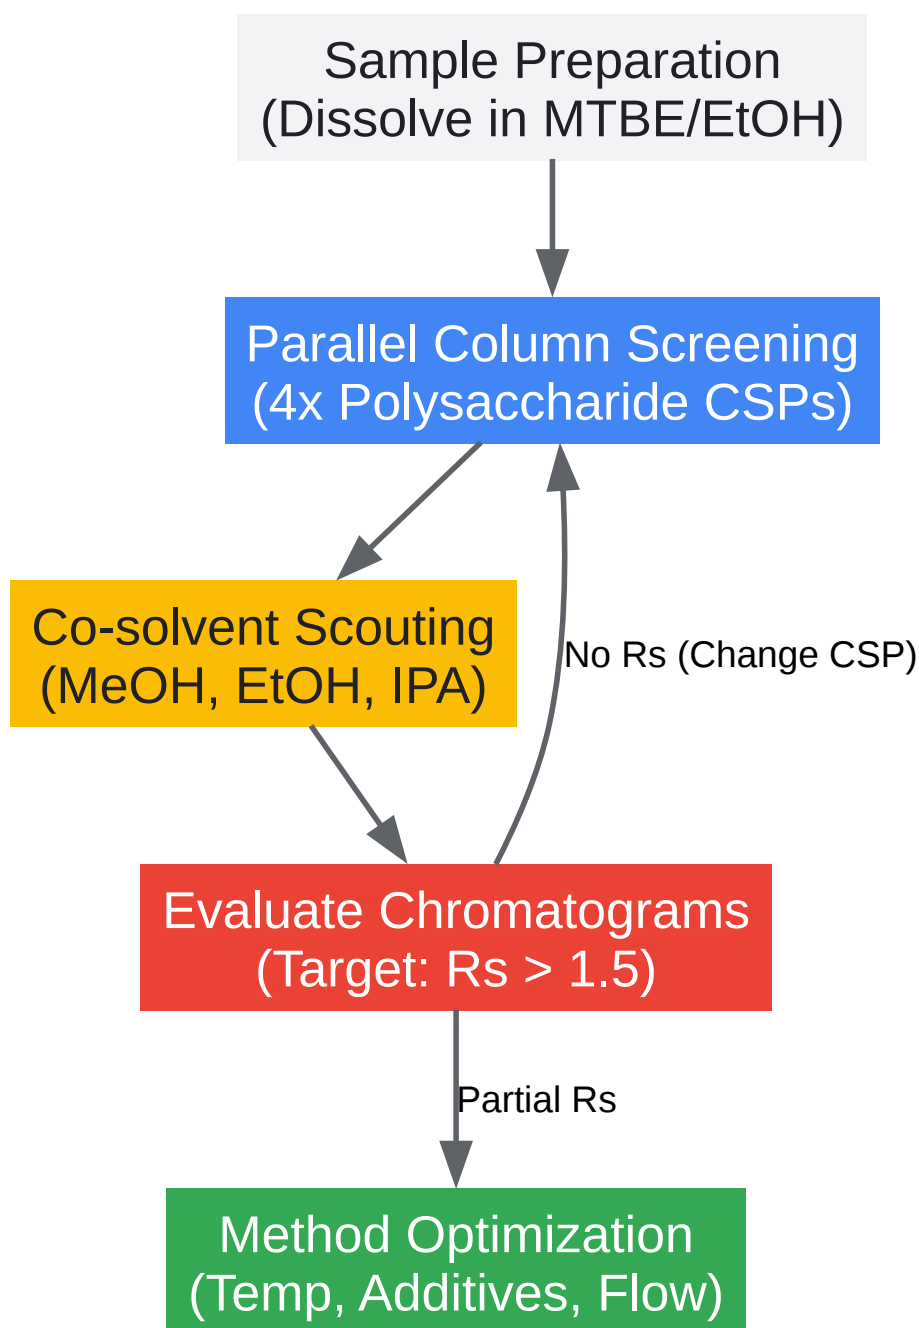 Sample Preparation
(Dissolve in MTBE/EtOH)
Parallel Column Screening
(4x Polysaccharide CSPs)
Co-solvent Scouting
(MeOH, EtOH, IPA)
No Rs (Change CSP)
Evaluate Chromatograms
(Target: Rs > 1.5)
Partial Rs
Method Optimization
(Temp, Additives, Flow)